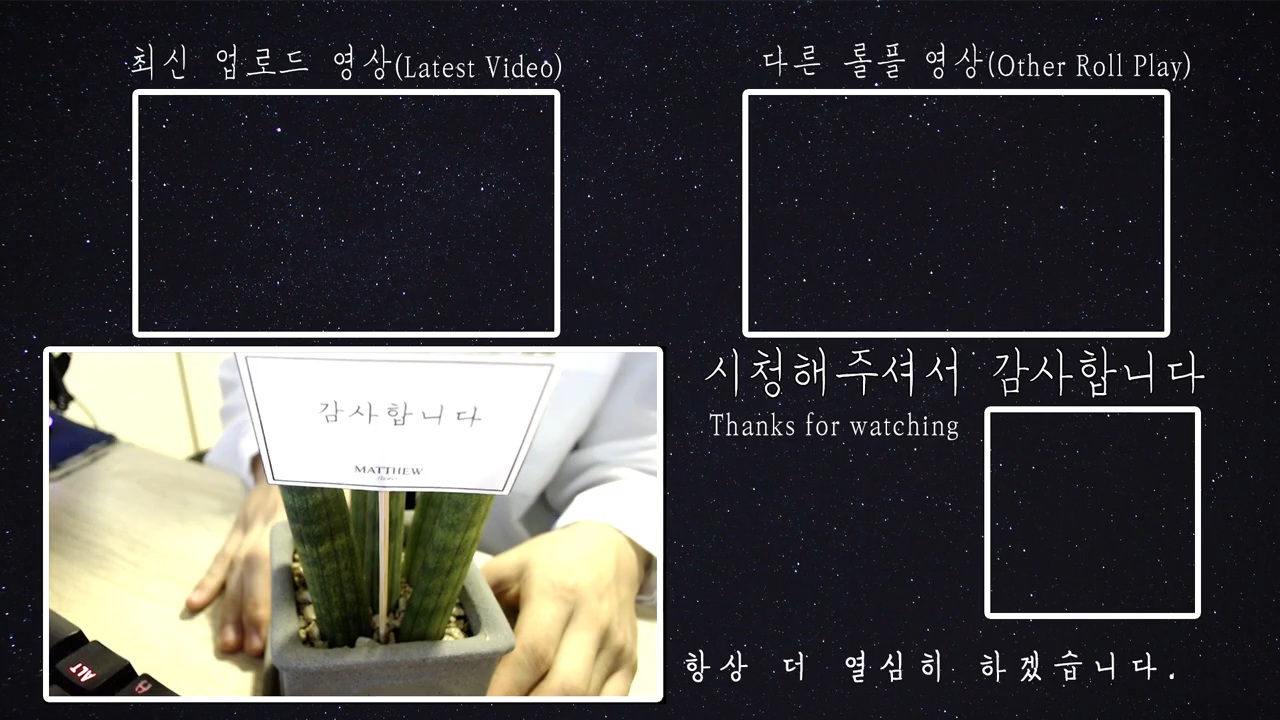 최신 업로드 영상(Latest Video)
다른 롤플 영상(Other Roll Play)
시청해주셔서 감사합니다
Thanks for watching
감사합니다
MATTHEW
ALT
항상 더 열심히 하겠습니다.